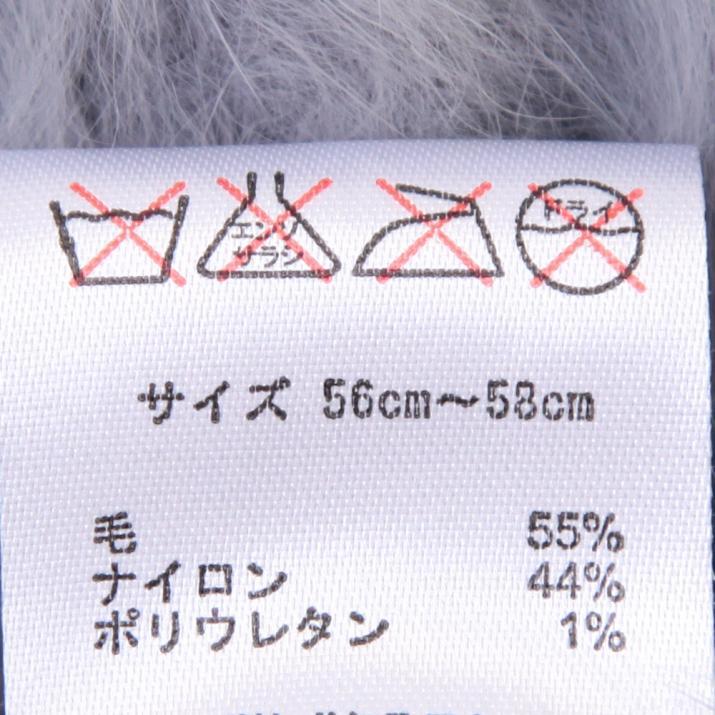 エンソ
サラシ
ドライ
サイズ 56cm～58cm
毛 55%
ナイロン 44%
ポリウレタン 1%